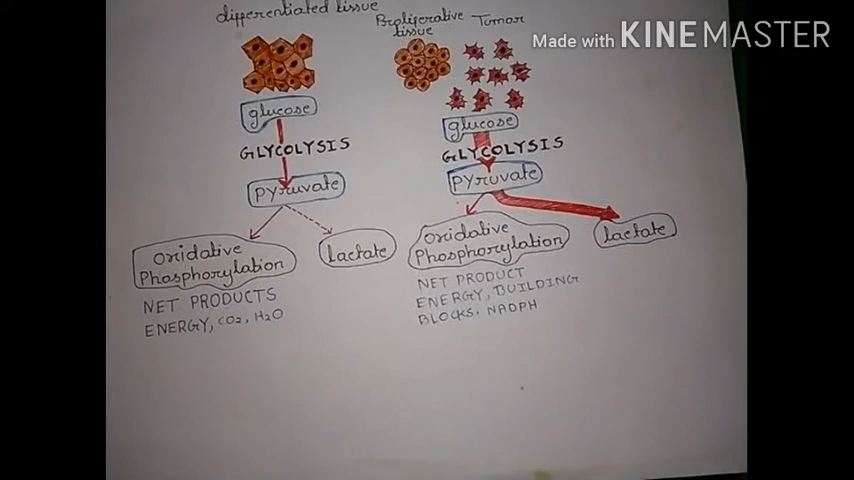 differentiated tissue
Proliferative
tissue
Tumor
Made with KINEMASTER
glucose
GLYCOLYSIS
Pyruvate
oxidative
Phosphorylation
lactate
NET PRODUCTS
ENERGY, CO2, H2O
glucose
GLYCOLYSIS
Pyruvate
oxidative
Phosphorylation
lactate
NET PRODUCT
ENERGY, BUILDING
BLOCKS, NADPH